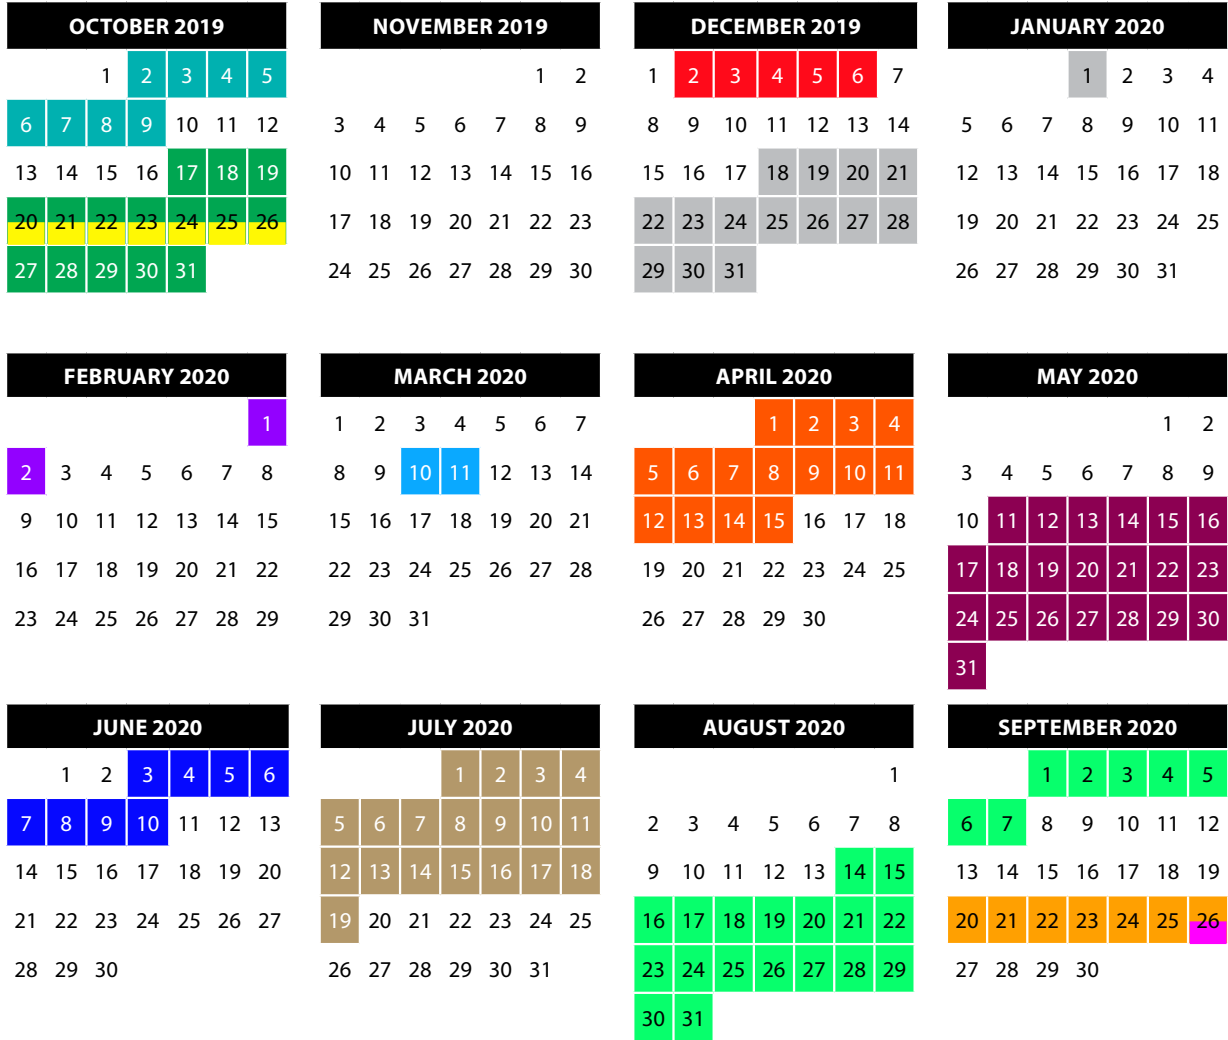 OCTOBER 2019
1 2 3 4 5
6 7 8 9 10 11 12
13 14 15 16 17 18 19
20 21 22 23 24 25 26
27 28 29 30 31
NOVEMBER 2019
1 2
3 4 5 6 7 8 9
10 11 12 13 14 15 16
17 18 19 20 21 22 23
24 25 26 27 28 29 30
DECEMBER 2019
1 2 3 4 5 6 7
8 9 10 11 12 13 14
15 16 17 18 19 20 21
22 23 24 25 26 27 28
29 30 31
JANUARY 2020
1 2 3 4
5 6 7 8 9 10 11
12 13 14 15 16 17 18
19 20 21 22 23 24 25
26 27 28 29 30 31
FEBRUARY 2020
1
2 3 4 5 6 7 8
9 10 11 12 13 14 15
16 17 18 19 20 21 22
23 24 25 26 27 28 29
MARCH 2020
1 2 3 4 5 6 7
8 9 10 11 12 13 14
15 16 17 18 19 20 21
22 23 24 25 26 27 28
29 30 31
APRIL 2020
1 2 3 4
5 6 7 8 9 10 11
12 13 14 15 16 17 18
19 20 21 22 23 24 25
26 27 28 29 30
MAY 2020
1 2
3 4 5 6 7 8 9
10 11 12 13 14 15 16
17 18 19 20 21 22 23
24 25 26 27 28 29 30
31
JUNE 2020
1 2 3 4 5 6
7 8 9 10 11 12 13
14 15 16 17 18 19 20
21 22 23 24 25 26 27
28 29 30
JULY 2020
1 2 3 4
5 6 7 8 9 10 11
12 13 14 15 16 17 18
19 20 21 22 23 24 25
26 27 28 29 30 31
AUGUST 2020
1
2 3 4 5 6 7 8
9 10 11 12 13 14 15
16 17 18 19 20 21 22
23 24 25 26 27 28 29
30 31
SEPTEMBER 2020
1 2 3 4 5
6 7 8 9 10 11 12
13 14 15 16 17 18 19
20 21 22 23 24 25 26
27 28 29 30